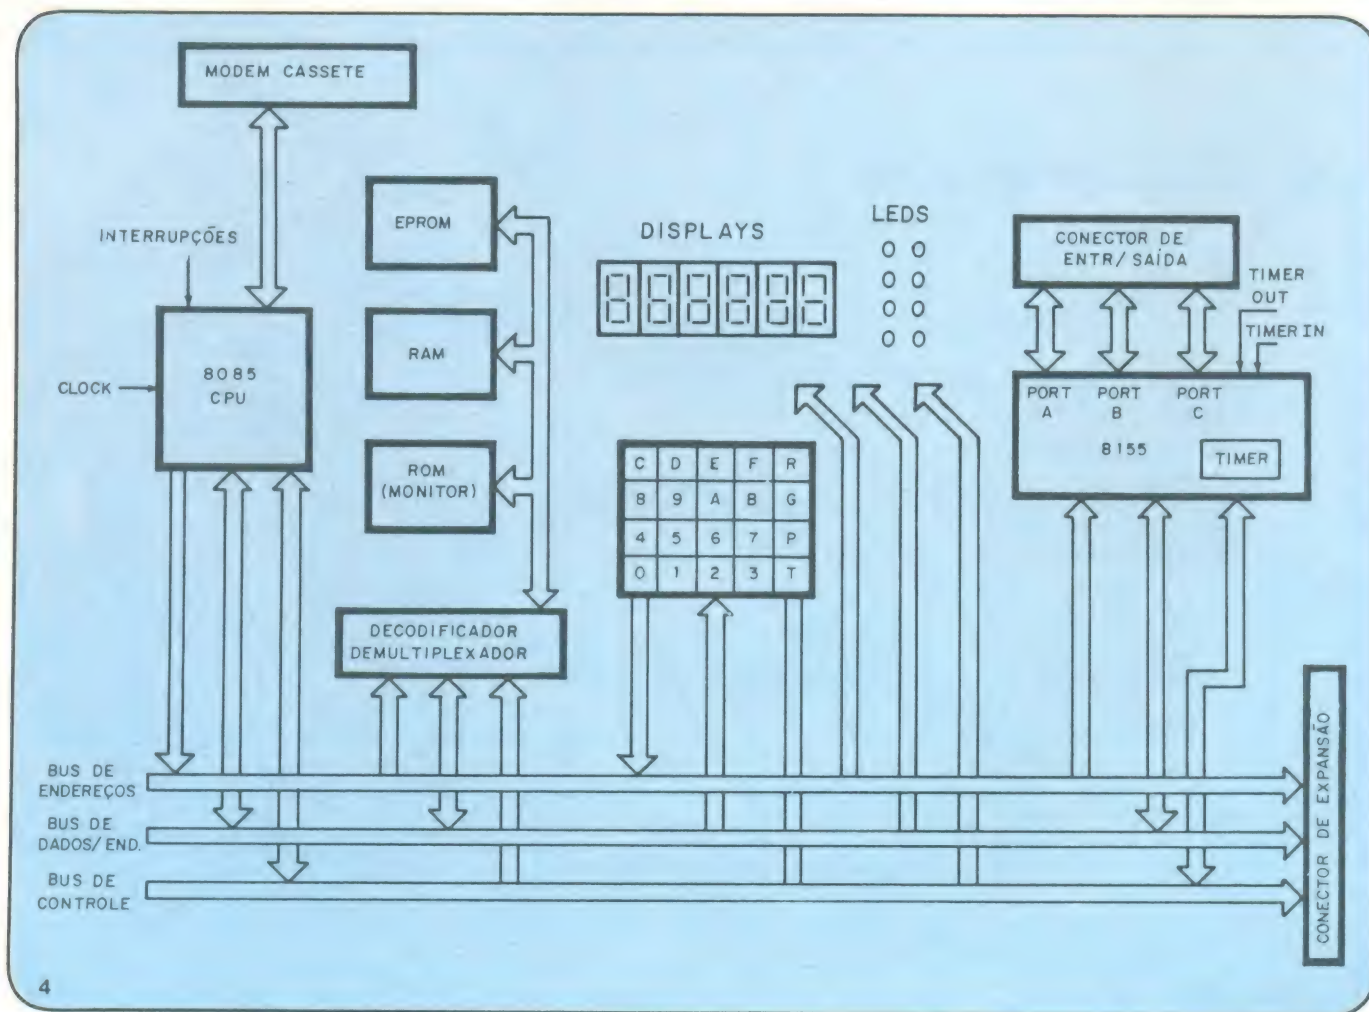 MODEM CASSETE
INTERRUPÇÕES
CLOCK
8085
CPU
EPROM
RAM
ROM
(MONITOR)
DECODIFICADOR
DEMULTIPLEXADOR
DISPLAYS
LEDS
C D E F R
8 9 A B G
4 5 6 7 P
0 1 2 3 T
CONECTOR DE
ENTR/SAÍDA
TIMER
OUT
TIMER IN
PORT
A
PORT
B
PORT
C
8155
TIMER
BUS DE
ENDEREÇOS
BUS DE
DADOS/END.
BUS DE
CONTROLE
CONECTOR DE EXPANSÃO
4